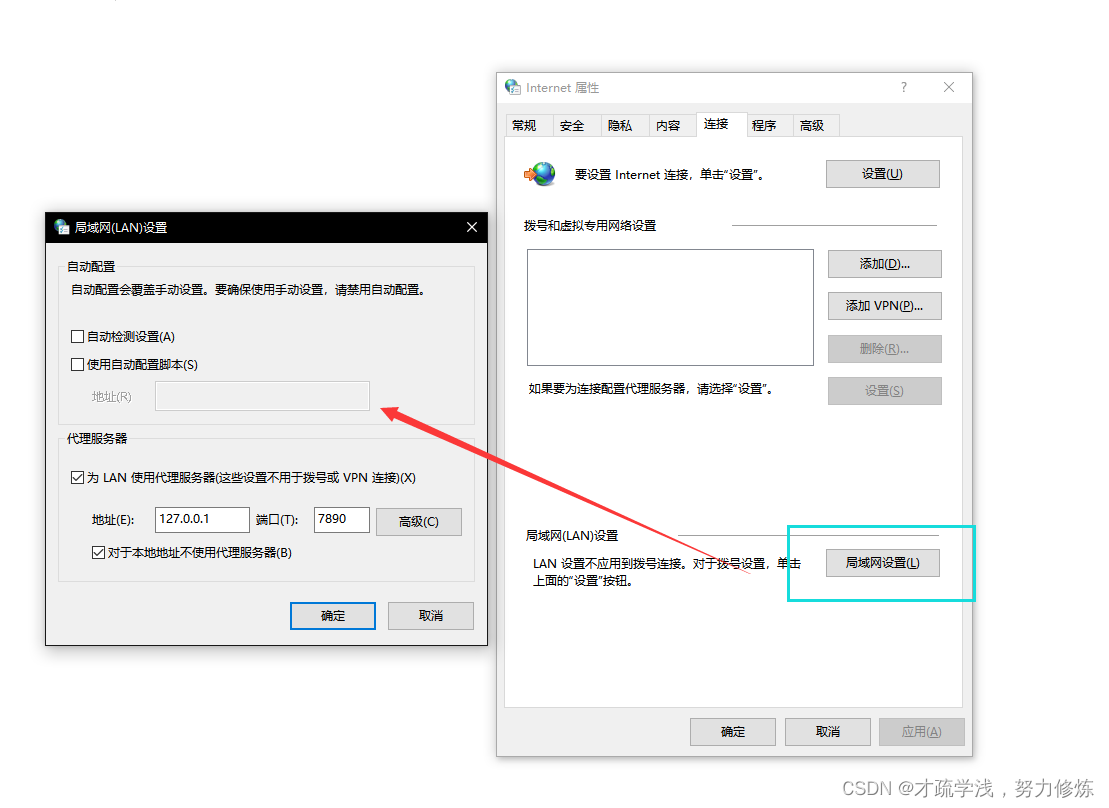 Internet 属性
?
常规 安全 隐私 内容 连接 程序 高级
要设置 Internet 连接，单击“设置”。
设置(U)
拨号和虚拟专用网络设置
添加(D)...
添加 VPN(P)...
删除(R)...
如果要为连接配置代理服务器，请选择“设置”。
设置(S)
局域网(LAN)设置
LAN 设置不应用到拨号连接。对于拨号设置，单击
上面的“设置”按钮。
局域网设置(L)
确定 取消 应用(A)
局域网(LAN)设置
自动配置
自动配置会覆盖手动设置。要确保使用手动设置，请禁用自动配置。
自动检测设置(A)
使用自动配置脚本(S)
地址(R)
代理服务器
为 LAN 使用代理服务器(这些设置不用于拨号或 VPN 连接)(X)
地址(E): 127.0.0.1 端口(T): 7890 高级(C)
对于本地地址不使用代理服务器(B)
确定 取消
CSDN @才疏学浅，努力修炼